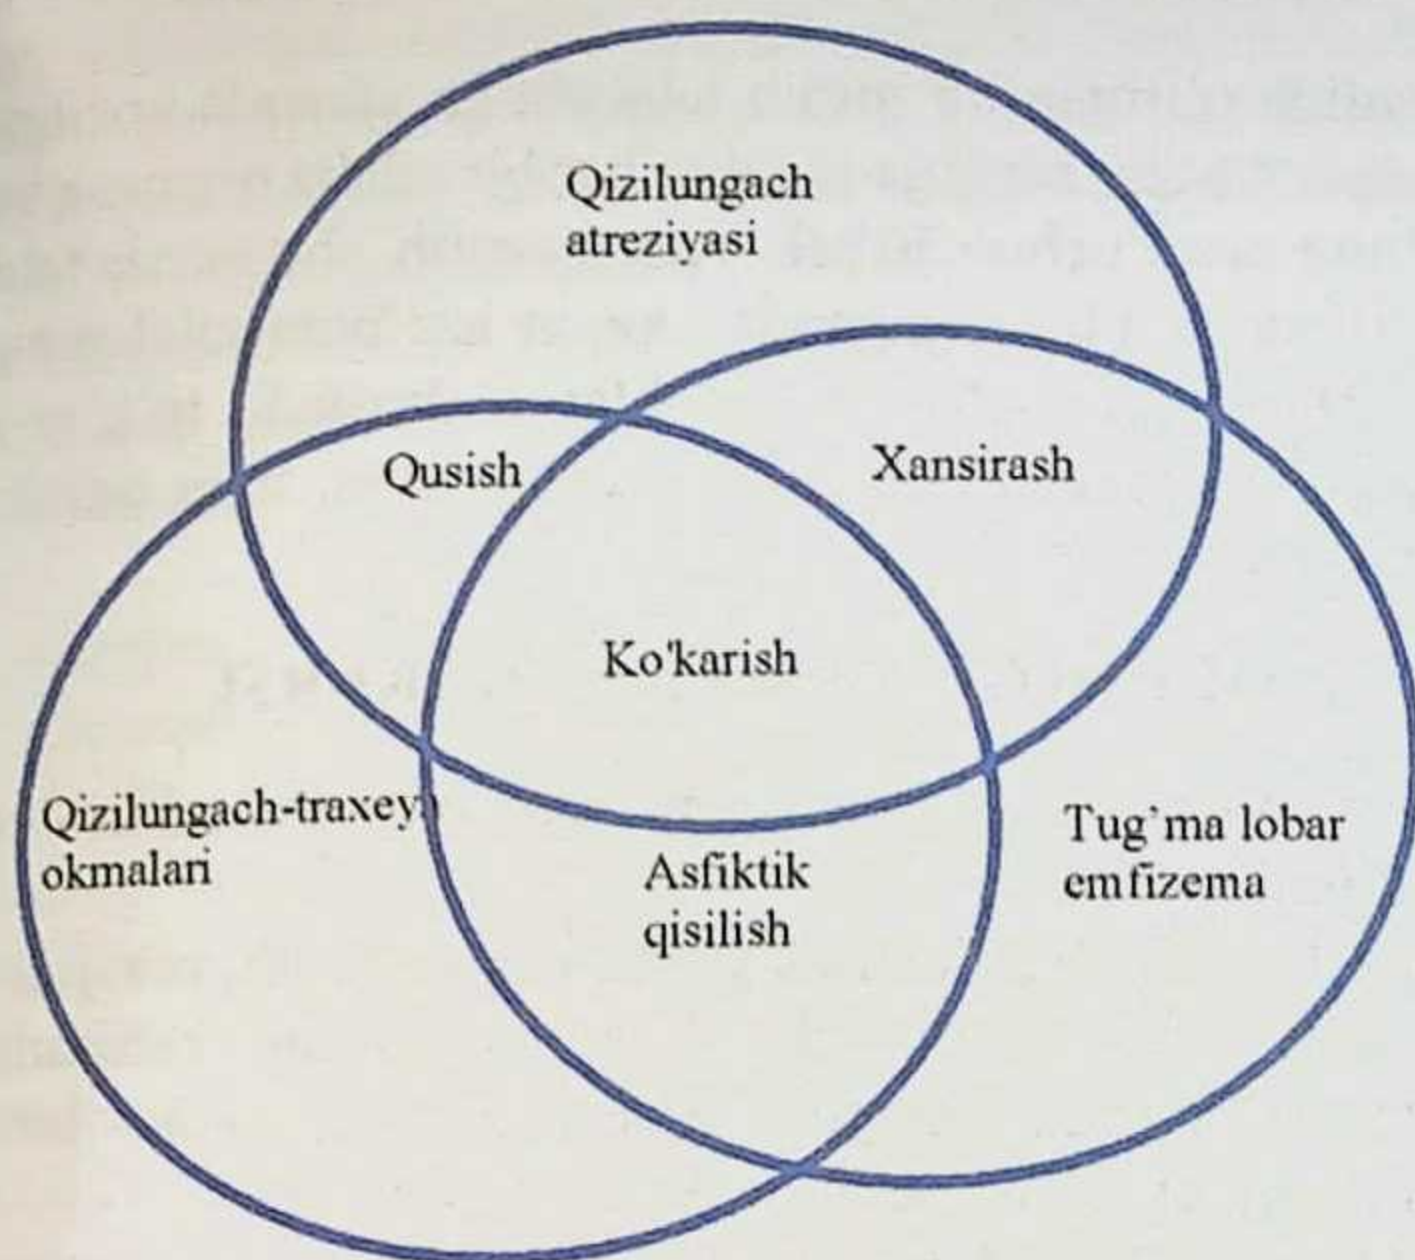 Qizilungach
atreziyasi
Qusish
Xansirash
Ko'karish
Qizilungach-traxeya
okmalari
Asfiktik
qisilish
Tug’ma lobar
emfizema